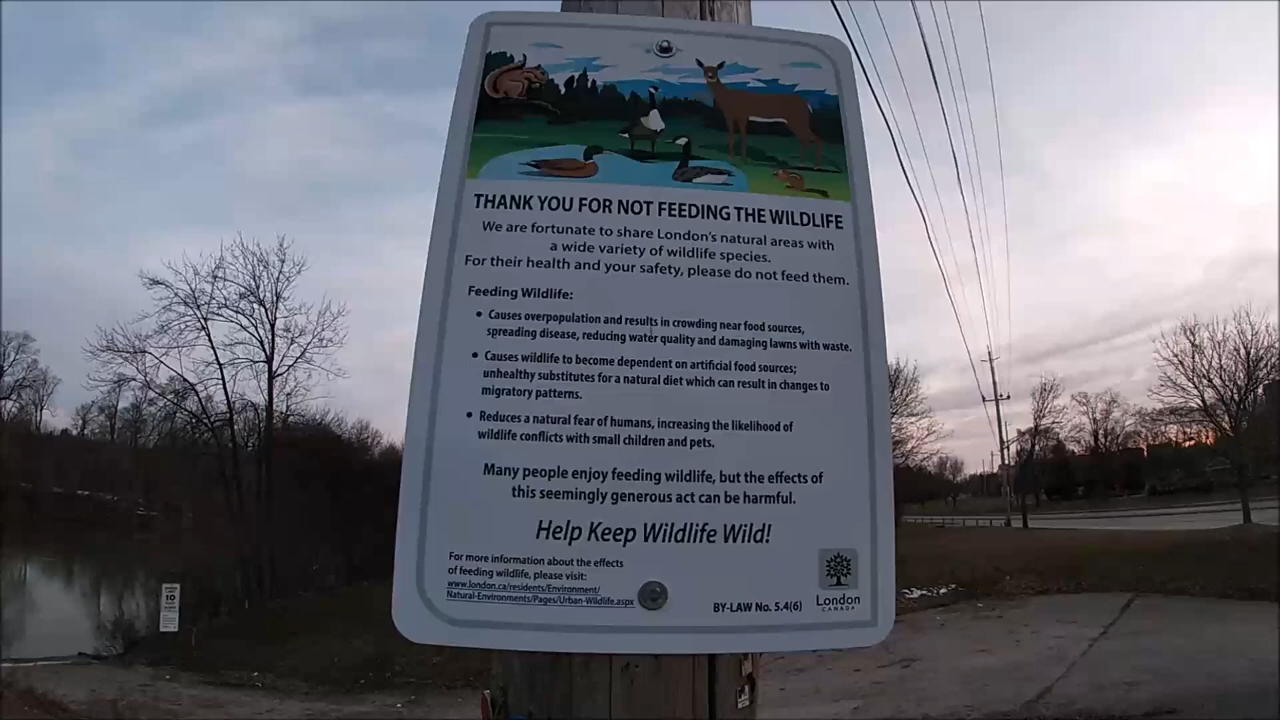 THANK YOU FOR NOT FEEDING THE WILDLIFE
We are fortunate to share London's natural areas with
a wide variety of wildlife species.
For their health and your safety, please do not feed them.
Feeding Wildlife:
• Causes overpopulation and results in crowding near food sources,
spreading disease, reducing water quality and damaging lawns with waste.
• Causes wildlife to become dependent on artificial food sources;
unhealthy substitutes for a natural diet which can result in changes to
migratory patterns.
• Reduces a natural fear of humans, increasing the likelihood of
wildlife conflicts with small children and pets.
Many people enjoy feeding wildlife, but the effects of
this seemingly generous act can be harmful.
Help Keep Wildlife Wild!
For more information about the effects
of feeding wildlife, please visit:
www.london.ca/residents/Environment/
Natural-Environments/Pages/Urban-Wildlife.aspx
BY-LAW No. 5.4(6)
London
CANADA
10